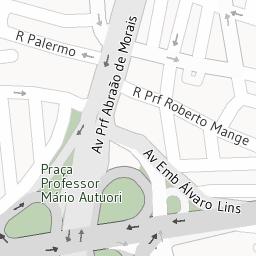 R Palermo
Av Prf Abraão de Morais
R Prf Roberto Mange
Av Emb Álvaro Lins
Praça
Professor
Mário Autuori